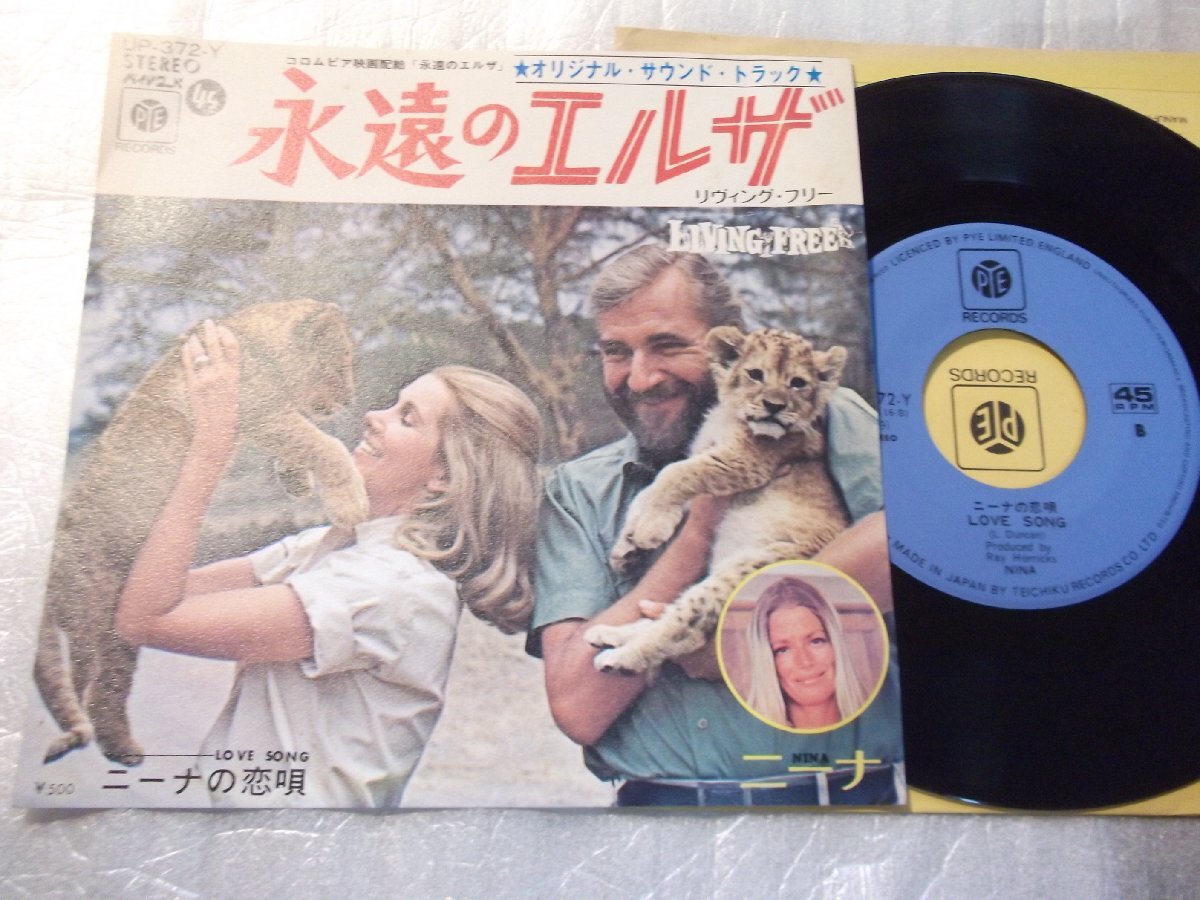 UP-372-Y
STEREO
45
PYE
RECORDS
コロムビア映画配給「永遠のエルザ」
★オリジナル・サウンド・トラック★
永遠のエルザ
リヴィング・フリー
LIVING FREE
LOVE SONG
ニーナの恋唄
¥500
NINA
ニーナ
LICENCED BY PYE LIMITED, ENGLAND
PYE
RECORDS
PYE
RECORDS
72-Y
45
RPM
B
ニーナの恋唄
LOVE SONG
(L. Duncan)
Produced by
Ray Horricks
NINA
MADE IN JAPAN BY TEICHIKU RECORDS CO. LTD